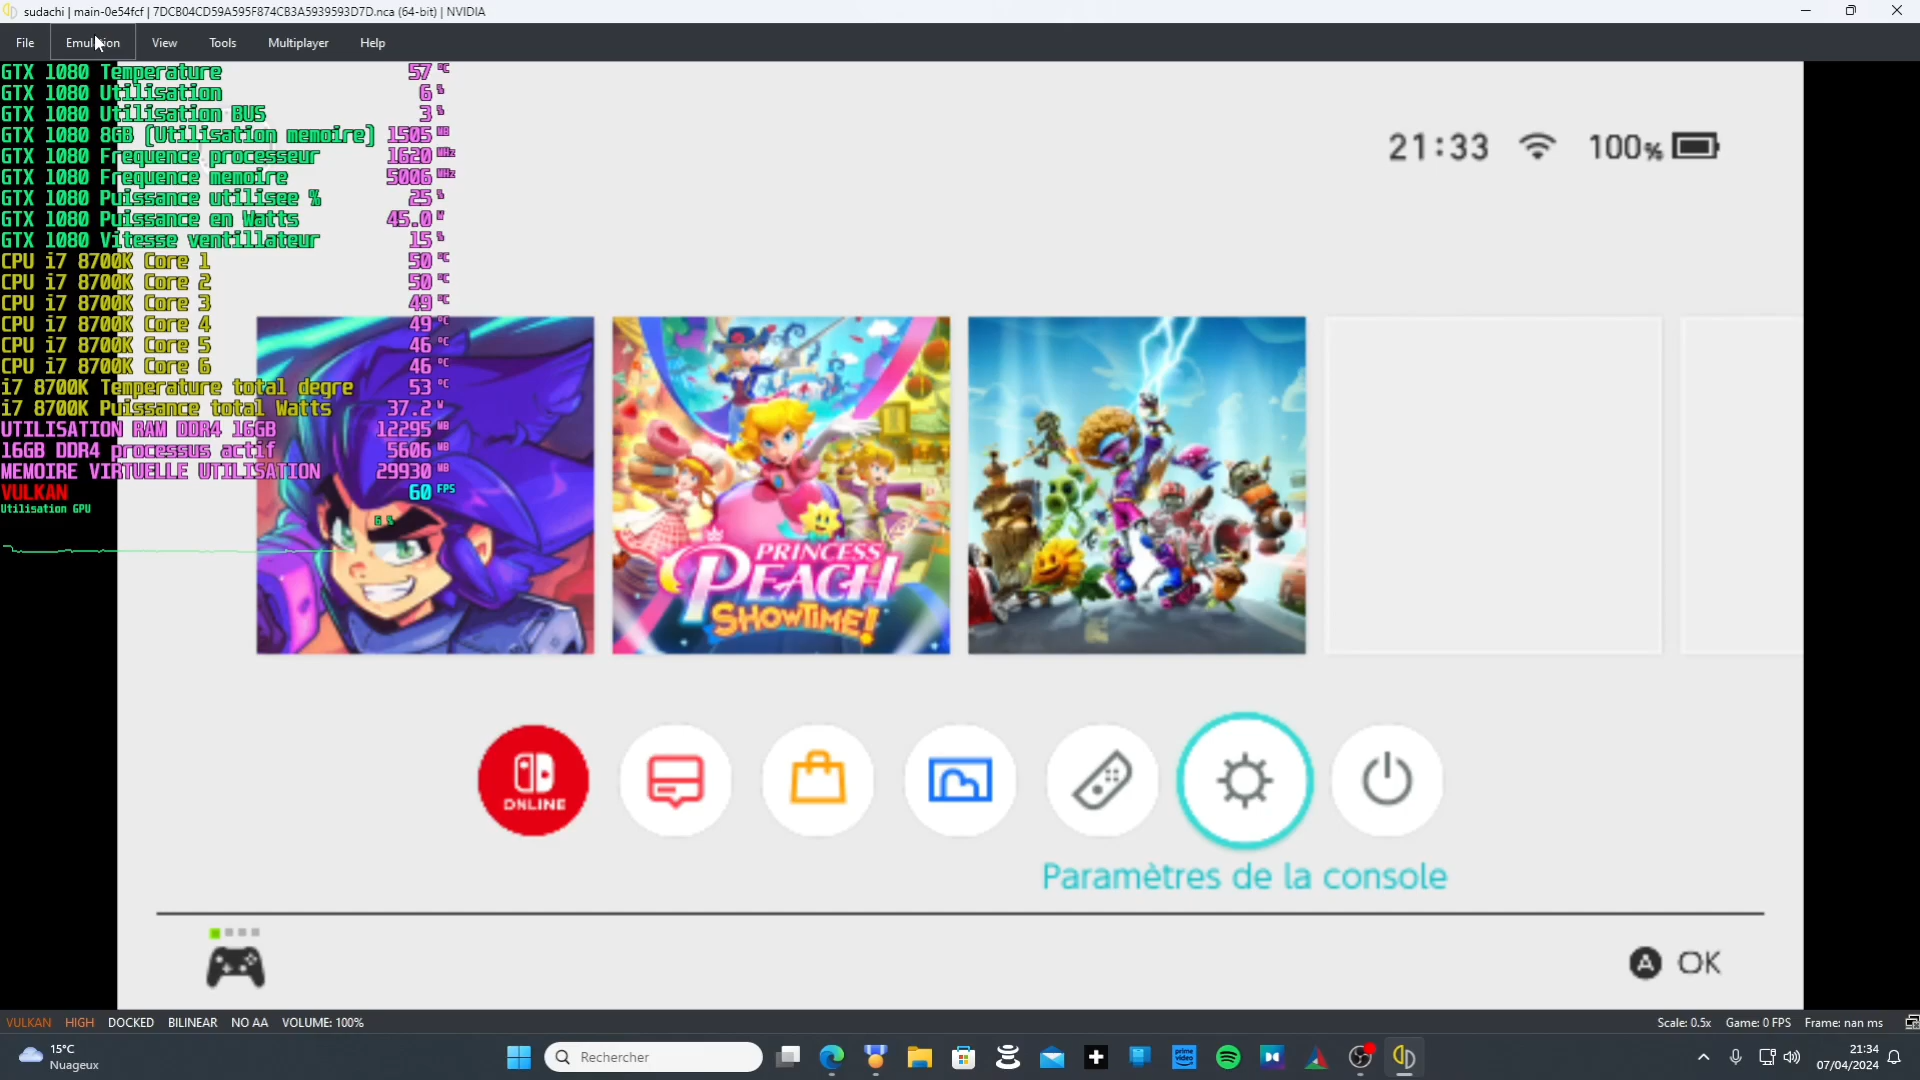 sudachi | main-0e54fcf | 7DCB04CD59A595F874CB3A5939593D7D.nca (64-bit) | NVIDIA
File Emulation View Tools Multiplayer Help
GTX 1080 Temperature 57 °C
GTX 1080 Utilisation 6 %
GTX 1080 Utilisation BUS 3 %
GTX 1080 8GB (Utilisation memoire) 1505 MB
GTX 1080 Frequence processeur 1620 MHz
GTX 1080 Frequence memoire 5006 MHz
GTX 1080 Puissance utilisee % 25 %
GTX 1080 Puissance en Watts 45.0 W
GTX 1080 Vitesse ventillateur 15 %
CPU i7 8700K Core 1 50 °C
CPU i7 8700K Core 2 50 °C
CPU i7 8700K Core 3 49 °C
CPU i7 8700K Core 4 49 °C
CPU i7 8700K Core 5 46 °C
CPU i7 8700K Core 6 46 °C
i7 8700K Temperature total degre 53 °C
i7 8700K Puissance total Watts 37.2 W
UTILISATION RAM DDR4 16GB 12295 MB
16GB DDR4 processus actif 5606 MB
MEMOIRE VIRTUELLE UTILISATION 29930 MB
VULKAN 60 FPS
Utilisation GPU
6 %
21:33 100%
PRINCESS
PEACH
SHOWTIME!
ONLINE
Paramètres de la console
A OK
VULKAN HIGH DOCKED BILINEAR NO AA VOLUME: 100% Scale: 0.5x Game: 0 FPS Frame: nan ms
15°C
Nuageux
Rechercher
prime video
21:34
07/04/2024